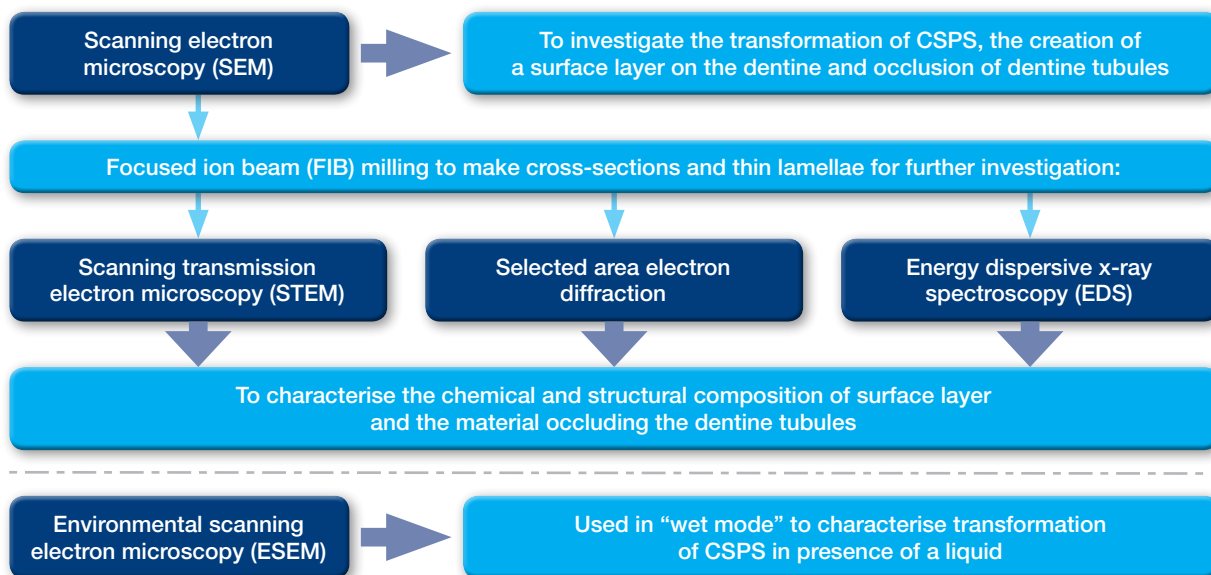 Scanning electron
microscopy (SEM)
To investigate the transformation of CSPS, the creation of
a surface layer on the dentine and occlusion of dentine tubules
Focused ion beam (FIB) milling to make cross-sections and thin lamellae for further investigation:
Scanning transmission
electron microscopy (STEM)
Selected area electron
diffraction
Energy dispersive x-ray
spectroscopy (EDS)
To characterise the chemical and structural composition of surface layer
and the material occluding the dentine tubules
Environmental scanning
electron microscopy (ESEM)
Used in “wet mode” to characterise transformation
of CSPS in presence of a liquid